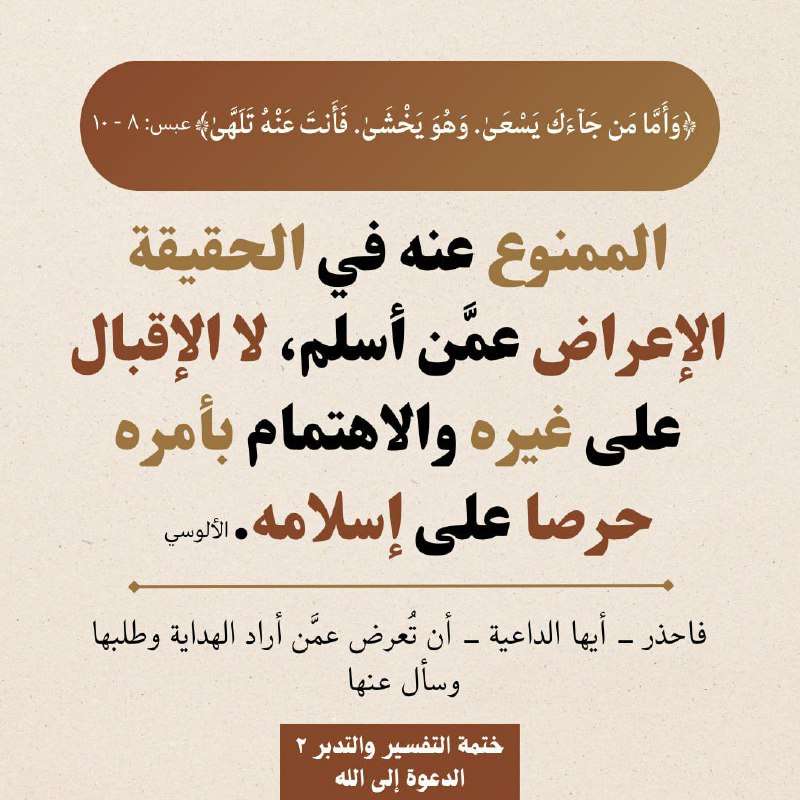 ﴿وَأَمَّا مَن جَآءَكَ يَسْعَىٰ. وَهُوَ يَخْشَىٰ. فَأَنتَ عَنْهُ تَلَهَّىٰ﴾ عبس: ٨ - ١٠
الممنوع عنه في الحقيقة
الإعراض عمَّن أسلم، لا الإقبال
على غيره والاهتمام بأمره
حرصا على إسلامه. الألوسي
فاحذر – أيها الداعية – أن تُعرض عمَّن أراد الهداية وطلبها
وسأل عنها
ختمة التفسير والتدبر ٢
الدعوة إلى الله